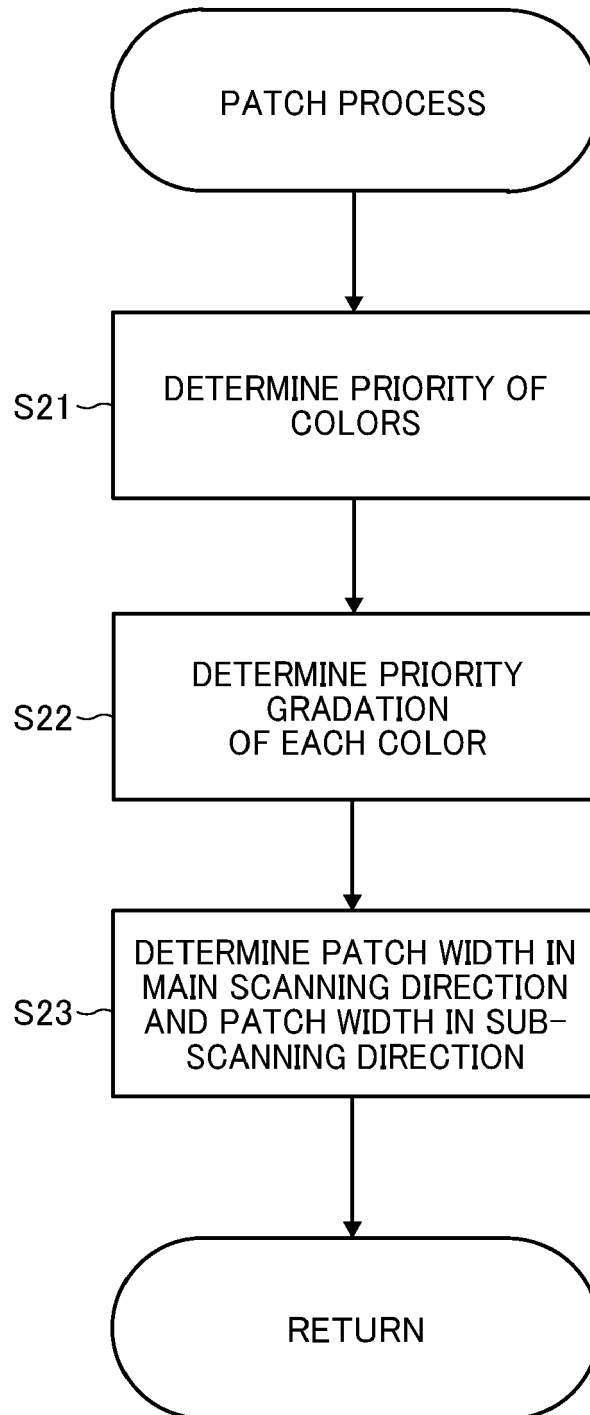 PATCH PROCESS
S21
DETERMINE PRIORITY OF
COLORS
S22
DETERMINE PRIORITY
GRADATION
OF EACH COLOR
S23
DETERMINE PATCH WIDTH IN
MAIN SCANNING DIRECTION
AND PATCH WIDTH IN SUB-
SCANNING DIRECTION
RETURN